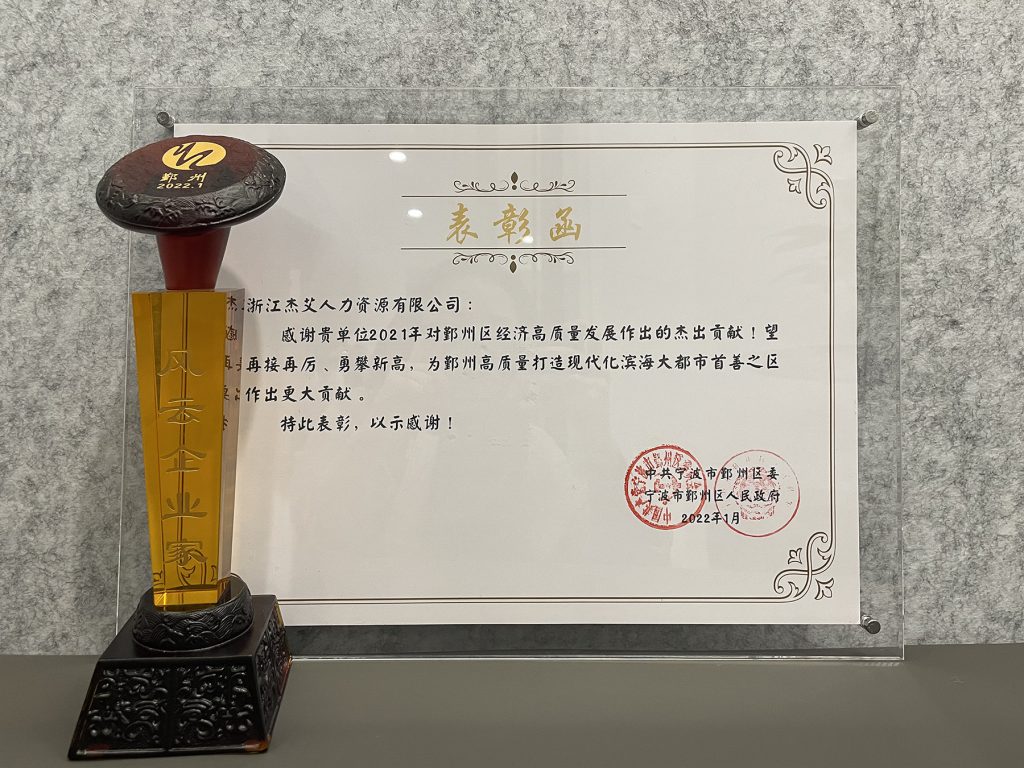 鄞州
2022.1
风云企业家
表彰函
浙江杰艾人力资源有限公司：
感谢贵单位2021年对鄞州区经济高质量发展作出的杰出贡献！望
再接再厉、勇攀新高，为鄞州高质量打造现代化滨海大都市首善之区
作出更大贡献。
持此表彰，以示感谢！
中共宁波市鄞州区委
宁波市鄞州区人民政府
2022年1月